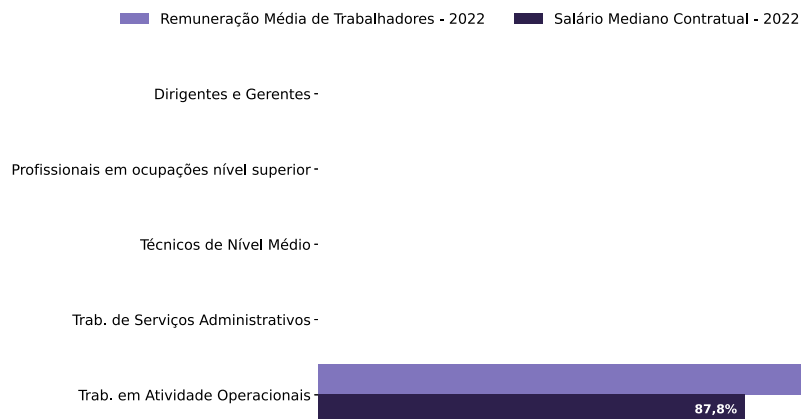 Remuneração Média de Trabalhadores - 2022 Salário Mediano Contratual - 2022
Dirigentes e Gerentes
Profissionais em ocupações nível superior
Técnicos de Nível Médio
Trab. de Serviços Administrativos
Trab. em Atividade Operacionais
87,8%